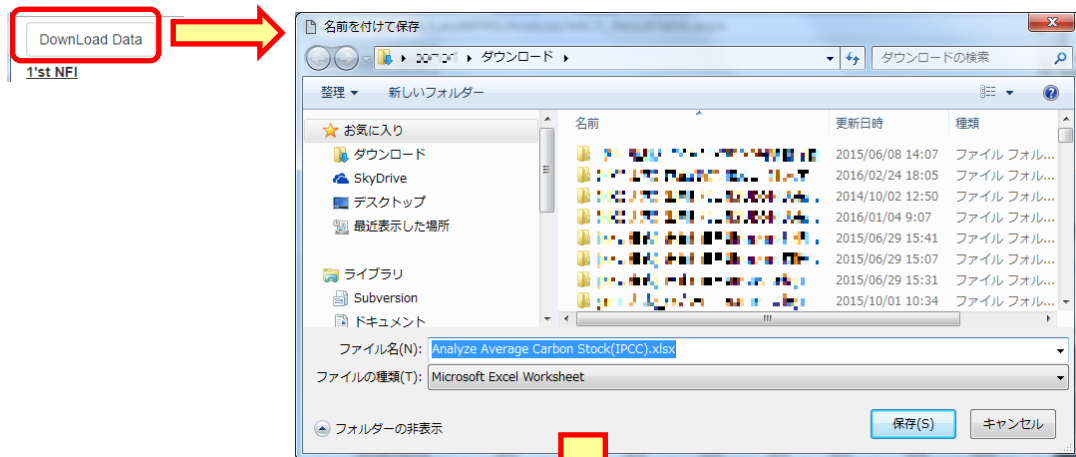 DownLoad Data
1'st NFI
名前を付けて保存
ダウンロード
ダウンロードの検索
整理 新しいフォルダー
お気に入り
ダウンロード
SkyDrive
デスクトップ
最近表示した場所
ライブラリ
Subversion
ドキュメント
名前 更新日時 種類
2015/06/08 14:07 ファイル フォル...
2016/02/24 18:05 ファイル フォル...
2014/10/02 12:50 ファイル フォル...
2016/01/04 9:07 ファイル フォル...
2015/06/29 15:41 ファイル フォル...
2015/06/29 15:07 ファイル フォル...
2015/06/29 15:31 ファイル フォル...
2015/10/01 10:34 ファイル フォル...
ファイル名(N): Analyze Average Carbon Stock(IPCC).xlsx
ファイルの種類(T): Microsoft Excel Worksheet
フォルダーの非表示
保存(S) キャンセル